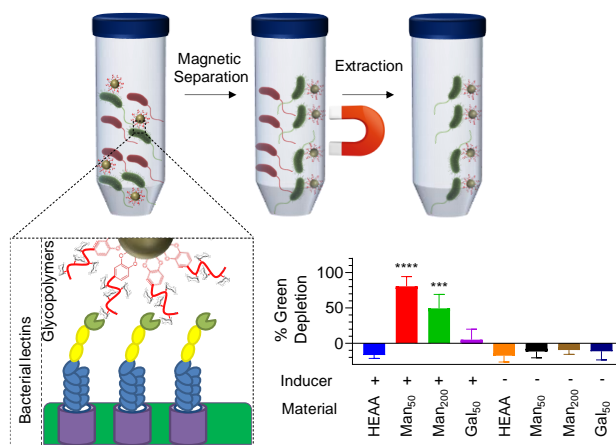 Magnetic
Separation
Extraction
Glycopolymers
Bacterial lectins
% Green
Depletion
100
50
0
****
***
Inducer + + + + - - - -
Material HEAA Man50 Man200 Gal50 HEAA Man50 Man200 Gal50